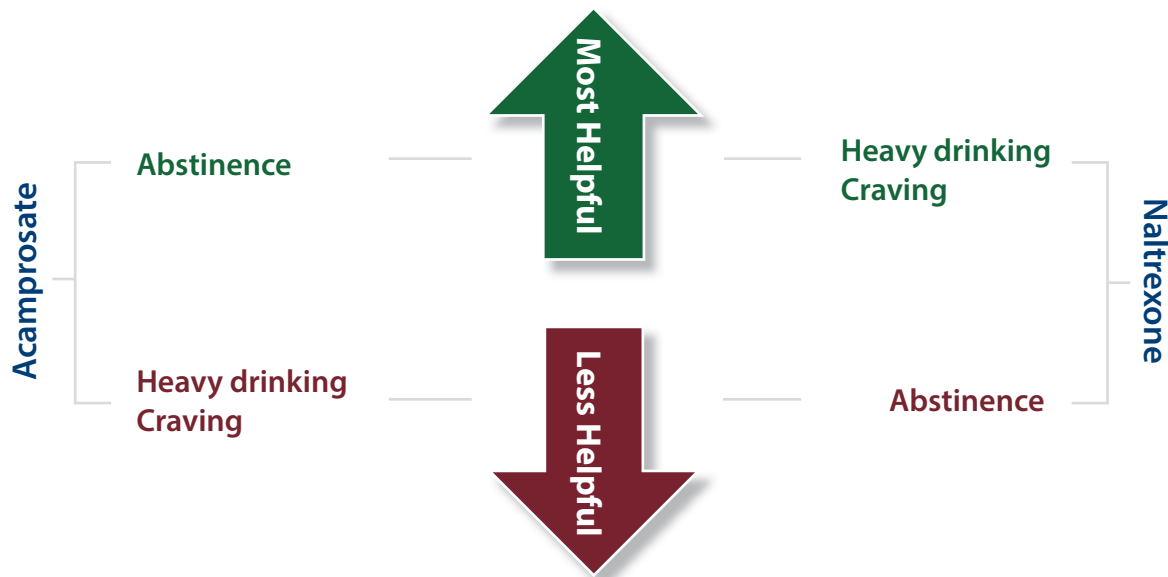 Acamprosate
Abstinence
Heavy drinking
Craving
Most Helpful
Less Helpful
Heavy drinking
Craving
Abstinence
Naltrexone